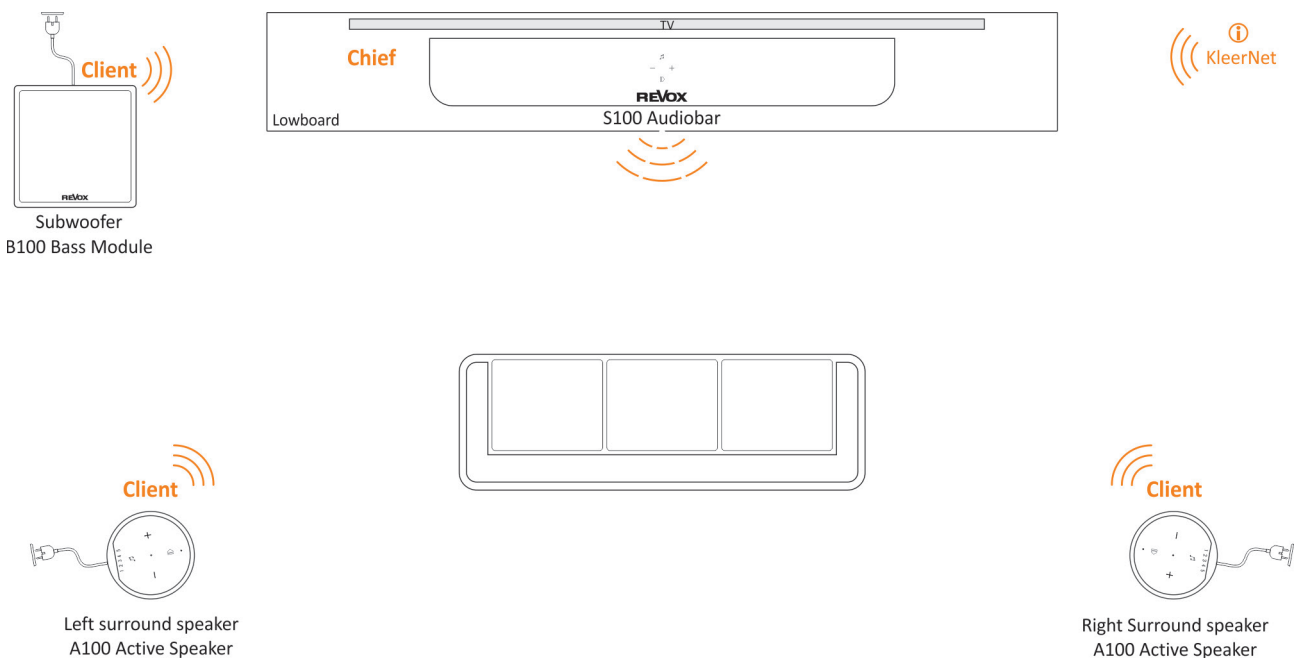 TV
Chief
Client
ⓘ
KleerNet
− +
REVOX
Lowboard
S100 Audiobar
REVOX
Subwoofer
B100 Bass Module
Client
Client
+
−
−
+
Left surround speaker
A100 Active Speaker
Right Surround speaker
A100 Active Speaker